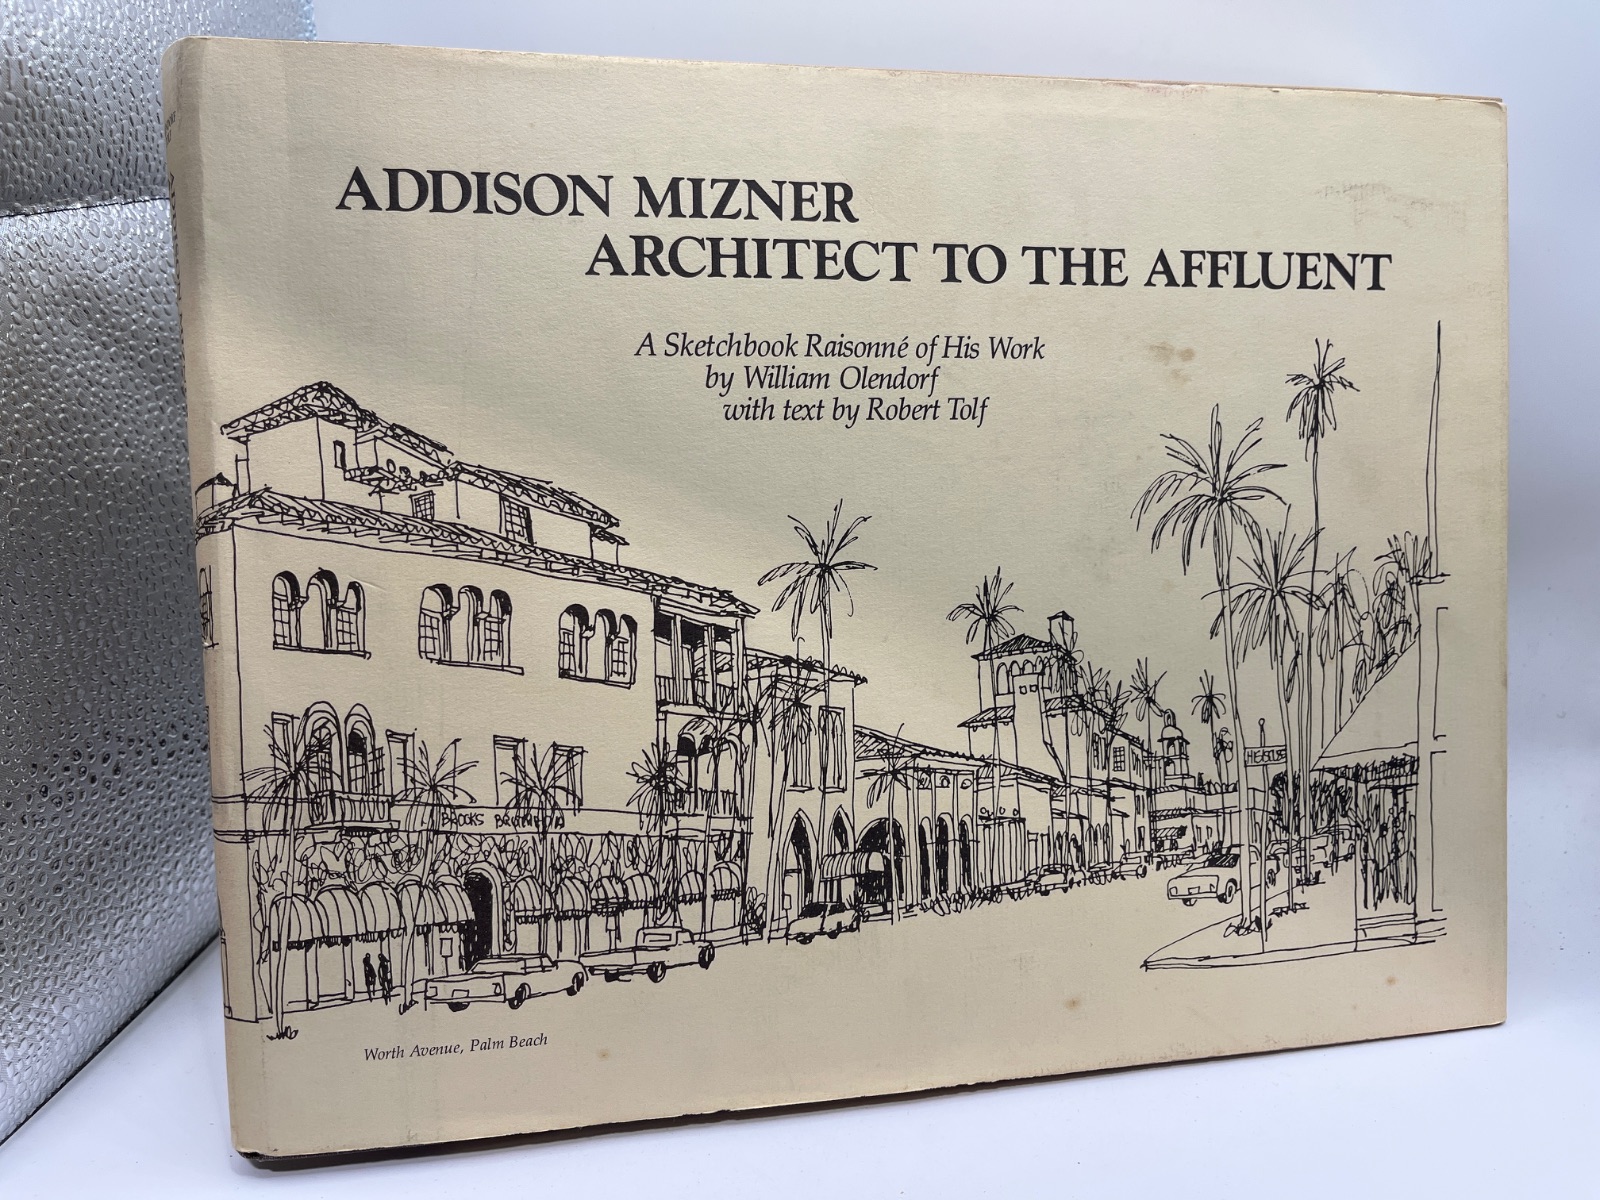 ADDISON MIZNER
ARCHITECT TO THE AFFLUENT
A Sketchbook Raisonné of His Work
by William Olendorf
with text by Robert Tolf
BROOKS
Worth Avenue, Palm Beach